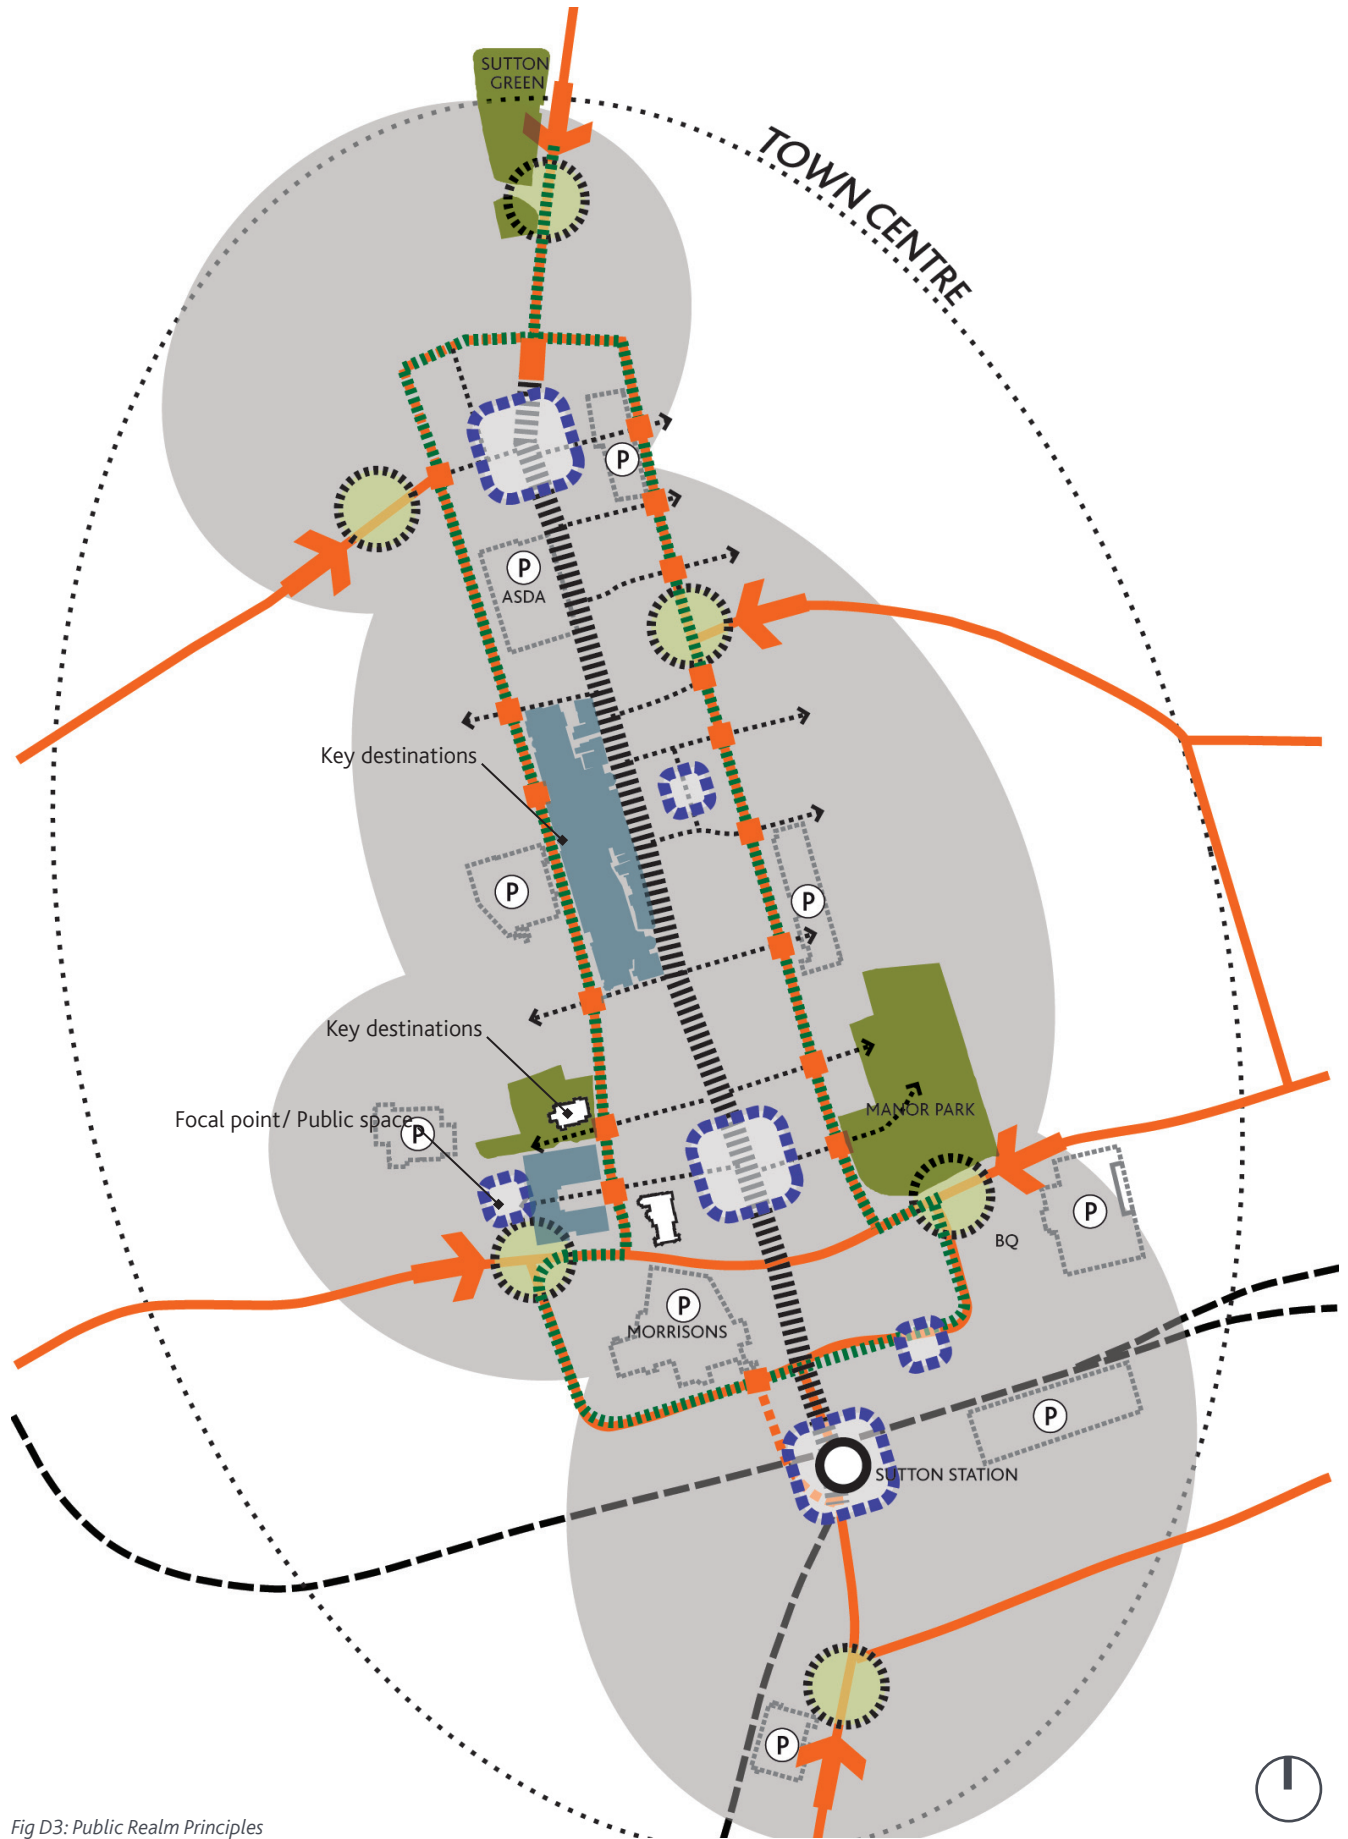 SUTTON
GREEN
TOWN CENTRE
P
P
ASDA
Key destinations
P
P
Key destinations
MANOR PARK
Focal point/ Public space
P
P
BQ
P
MORRISONS
P
SUTTON STATION
P
Fig D3: Public Realm Principles